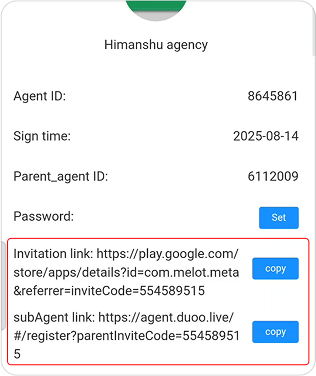 Himanshu agency
Agent ID: 8645861
Sign time: 2025-08-14
Parent_agent ID: 6112009
Password: Set
Invitation link: https://play.google.com/
store/apps/details?id=com.melot.meta
&referrer=inviteCode=554589515
copy
subAgent link: https://agent.duoo.live/
#/register?parentInviteCode=55458951
5
copy